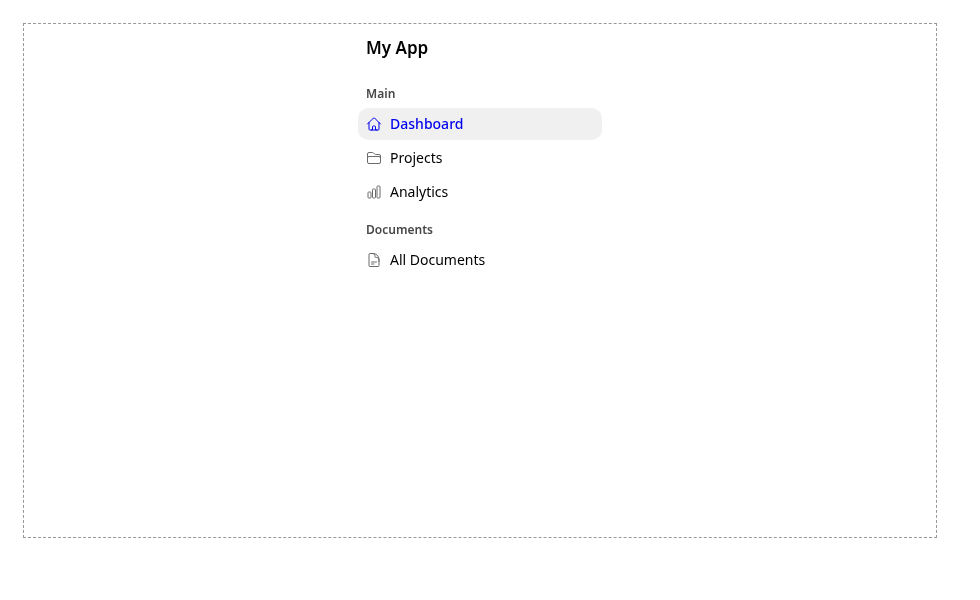 My App
Main
Dashboard
Projects
Analytics
Documents
All Documents